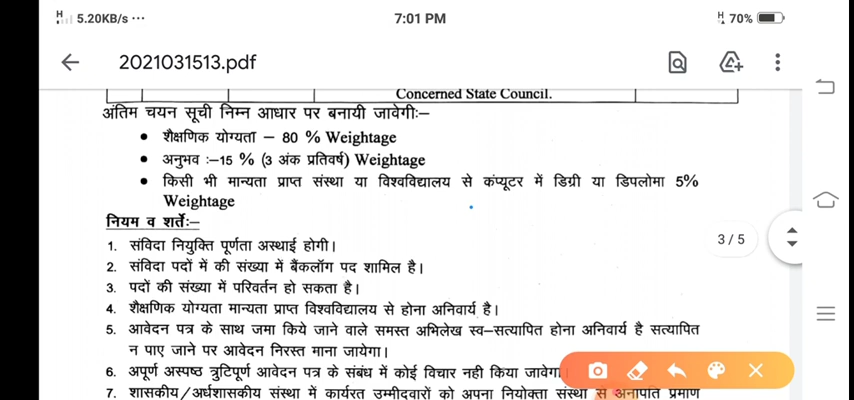 5.20KB/s ···
7:01 PM
70%
2021031513.pdf
Concerned State Council.
अंतिम चयन सूची निम्न आधार पर बनायी जावेगी:–
• शैक्षणिक योग्यता – 80 % Weightage
• अनुभव :–15 % (3 अंक प्रतिवर्ष) Weightage
• किसी भी मान्यता प्राप्त संस्था या विश्वविद्यालय से कंप्यूटर में डिग्री या डिपलोमा 5%
Weightage
नियम व शर्ते:–
3 / 5
1. संविदा नियुक्ति पूर्णता अस्थाई होगी।
2. संविदा पदों में की संख्या में बैंकलॉग पद शामिल है।
3. पदों की संख्या में परिवर्तन हो सकता है।
4. शैक्षणिक योग्यता मान्यता प्राप्त विश्वविद्यालय से होना अनिवार्य है।
5. आवेदन पत्र के साथ जमा किये जाने वाले समस्त अभिलेख स्व–सत्यापित होना अनिवार्य है सत्यापित
न पाए जाने पर आवेदन निरस्त माना जायेगा।
6. अपूर्ण अस्पष्ठ त्रुटिपूर्ण आवेदन पत्र के संबंध में कोई विचार नही किया जावेगा
7. शासकीय/अर्धशासकीय संस्था में कार्यरत उम्मीदवारों को अपना नियोक्ता संस्था से अनापति प्रमाण